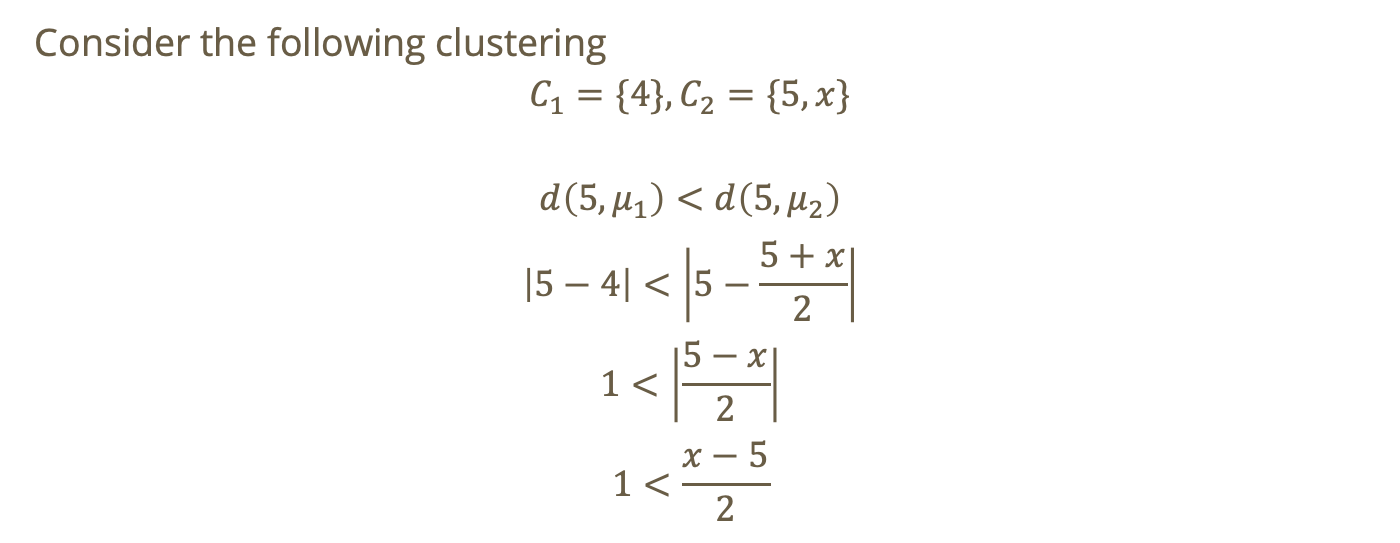 Consider the following clustering
C₁ = {4}, C₂ = {5, x}
d(5, μ₁) < d(5, μ₂)
|5 − 4| < |5 − (5 + x)/2|
1 < |(5 − x)/2|
1 < (x − 5)/2